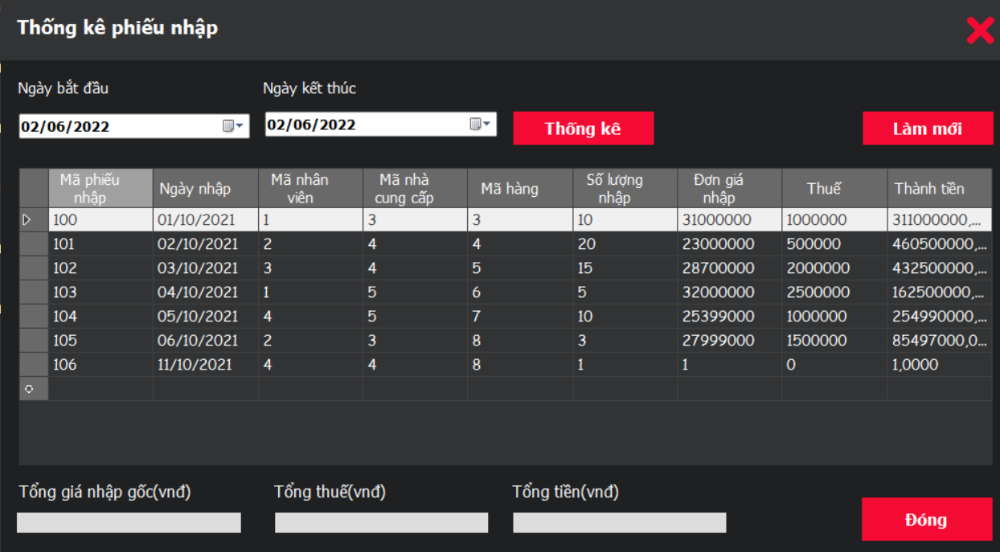 Thống kê phiếu nhập
Ngày bắt đầu Ngày kết thúc
02/06/2022 02/06/2022 Thống kê Làm mới
Mã phiếu nhập Ngày nhập Mã nhân viên Mã nhà cung cấp Mã hàng Số lượng nhập Đơn giá nhập Thuế Thành tiền
100 01/10/2021 1 3 3 10 31000000 1000000 311000000,...
101 02/10/2021 2 4 4 20 23000000 500000 460500000,...
102 03/10/2021 3 4 5 15 28700000 2000000 432500000,...
103 04/10/2021 1 5 6 5 32000000 2500000 162500000,...
104 05/10/2021 4 5 7 10 25399000 1000000 254990000,...
105 06/10/2021 2 3 8 3 27999000 1500000 85497000,0...
106 11/10/2021 4 4 8 1 1 0 1,0000
Tổng giá nhập gốc(vnđ) Tổng thuế(vnđ) Tổng tiền(vnđ)
Đóng